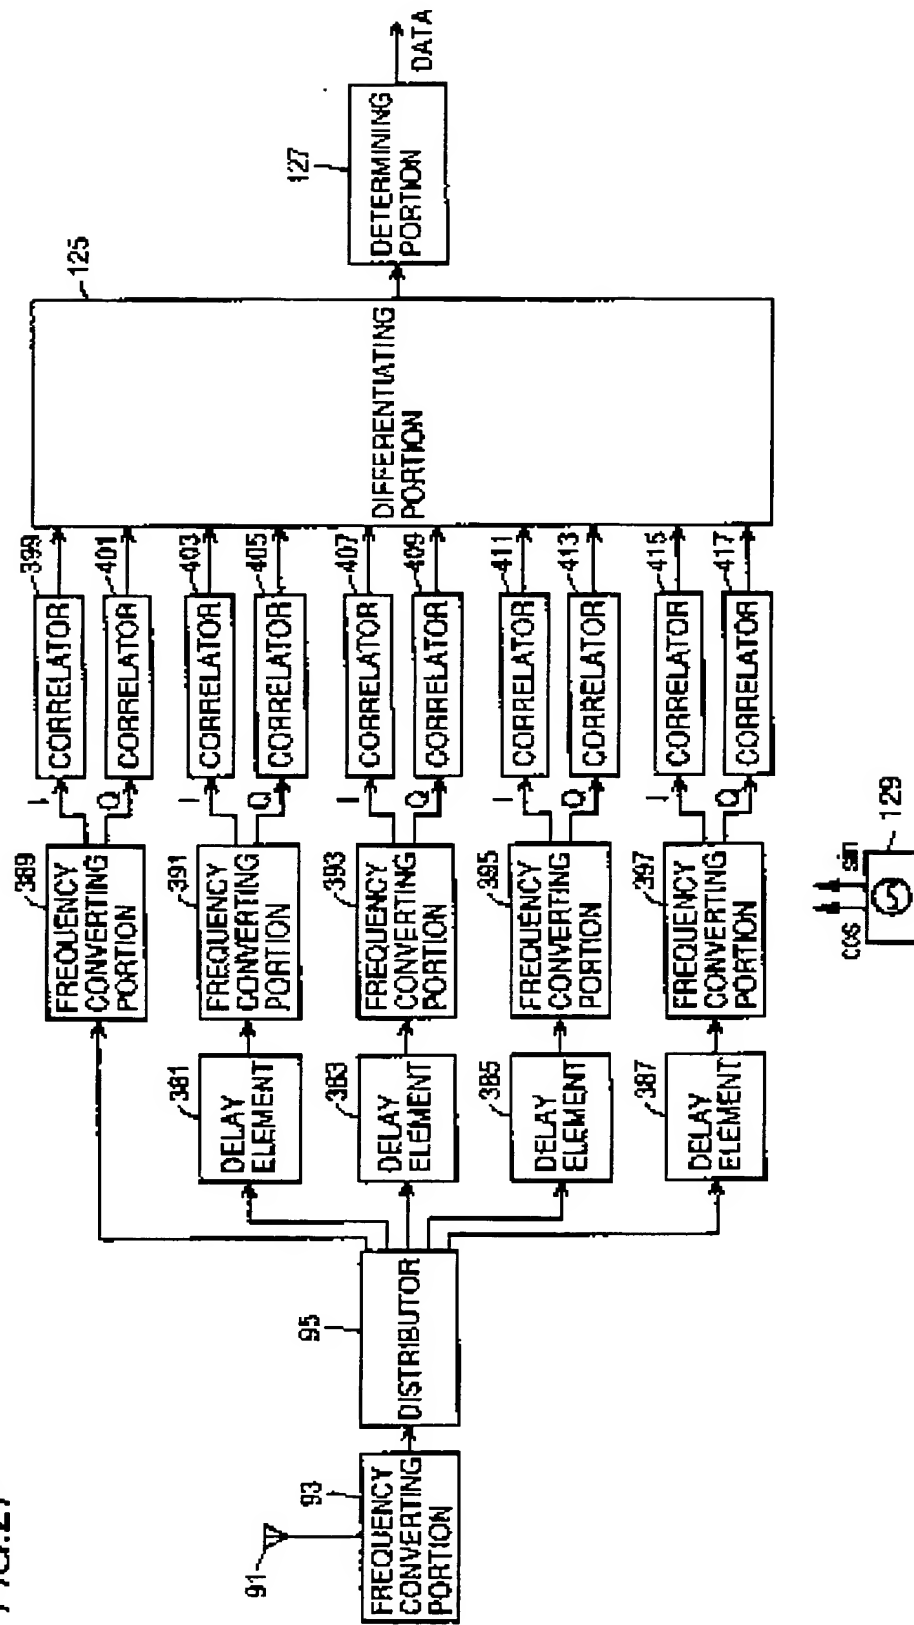 FIG.27
91
93
FREQUENCY
CONVERTING
PORTION
95
DISTRIBUTOR
381
DELAY
ELEMENT
383
DELAY
ELEMENT
385
DELAY
ELEMENT
387
DELAY
ELEMENT
389
FREQUENCY
CONVERTING
PORTION
391
FREQUENCY
CONVERTING
PORTION
393
FREQUENCY
CONVERTING
PORTION
395
FREQUENCY
CONVERTING
PORTION
397
FREQUENCY
CONVERTING
PORTION
I
Q
I
Q
I
Q
I
Q
I
Q
399
CORRELATOR
401
CORRELATOR
403
CORRELATOR
405
CORRELATOR
407
CORRELATOR
409
CORRELATOR
411
CORRELATOR
413
CORRELATOR
415
CORRELATOR
417
CORRELATOR
125
DIFFERENTIATING
PORTION
127
DETERMINING
PORTION
DATA
cos
sin
129